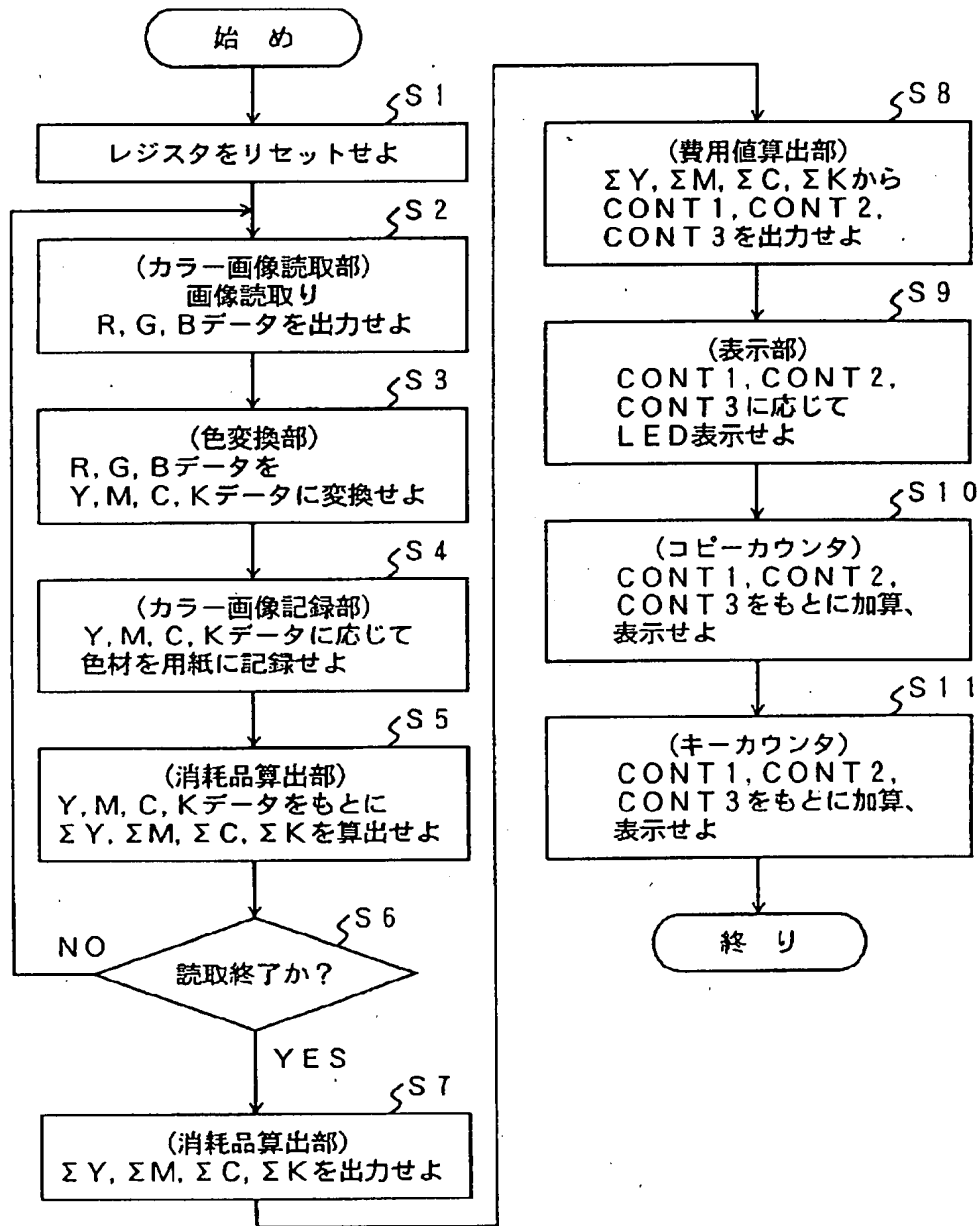 始 め
S1
レジスタをリセットせよ
S2
(カラー画像読取部)
画像読取り
R, G, Bデータを出力せよ
S3
(色変換部)
R, G, Bデータを
Y, M, C, Kデータに変換せよ
S4
(カラー画像記録部)
Y, M, C, Kデータに応じて
色材を用紙に記録せよ
S5
(消耗品算出部)
Y, M, C, Kデータをもとに
ΣY, ΣM, ΣC, ΣKを算出せよ
S6
NO
読取終了か?
YES
S7
(消耗品算出部)
ΣY, ΣM, ΣC, ΣKを出力せよ
S8
(費用値算出部)
ΣY, ΣM, ΣC, ΣKから
CONT1, CONT2,
CONT3を出力せよ
S9
(表示部)
CONT1, CONT2,
CONT3に応じて
LED表示せよ
S10
(コピーカウンタ)
CONT1, CONT2,
CONT3をもとに加算、
表示せよ
S11
(キーカウンタ)
CONT1, CONT2,
CONT3をもとに加算、
表示せよ
終 り